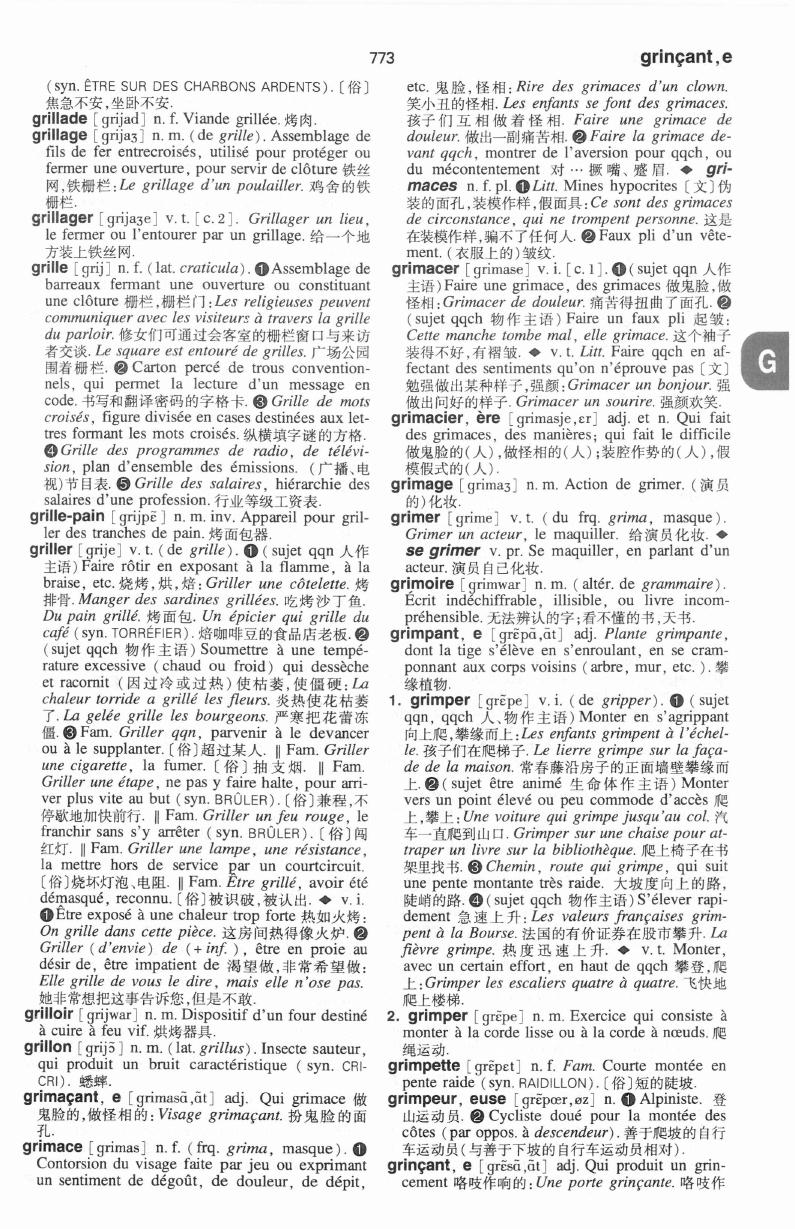 773
grinçant,e
(syn. ÊTRE SUR DES CHARBONS ARDENTS).〔俗〕
焦急不安,坐卧不安.
grillade [grijad] n. f. Viande grillée. 烤肉.
grillage [grijaʒ] n. m. (de grille). Assemblage de
fils de fer entrecroisés, utilisé pour protéger ou
fermer une ouverture, pour servir de clôture 铁丝
网,铁栅栏:Le grillage d'un poulailler. 鸡舍的铁
栅栏.
grillager [grijaʒe] v. t. [c. 2]. Grillager un lieu,
le fermer ou l'entourer par un grillage. 给一个地
方装上铁丝网.
grille [grij] n. f. (lat. craticula). ❶Assemblage de
barreaux fermant une ouverture ou constituant
une clôture 栅栏,栅栏门:Les religieuses peuvent
communiquer avec les visiteurs à travers la grille
du parloir. 修女们可通过会客室的栅栏窗口与来访
者交谈. Le square est entouré de grilles. 广场公园
围着栅栏. ❷ Carton percé de trous convention-
nels, qui permet la lecture d'un message en
code. 书写和翻译密码的字格卡. ❸ Grille de mots
croisés, figure divisée en cases destinées aux let-
tres formant les mots croisés. 纵横填字谜的方格.
❹ Grille des programmes de radio, de télévi-
sion, plan d'ensemble des émissions. (广播、电
视)节目表. ❺ Grille des salaires, hiérarchie des
salaires d'une profession. 行业等级工资表.
grille-pain [grijpɛ̃] n. m. inv. Appareil pour gril-
ler des tranches de pain. 烤面包器.
griller [grije] v. t. (de grille). ❶ (sujet qqn 人作
主语) Faire rôtir en exposant à la flamme, à la
braise, etc. 烧烤,烘,焙:Griller une côtelette. 烤
排骨. Manger des sardines grillées. 吃烤沙丁鱼.
Du pain grillé. 烤面包. Un épicier qui grille du
café (syn. TORRÉFIER). 焙咖啡豆的食品店老板. ❷
(sujet qqch 物作主语) Soumettre à une tempé-
rature excessive (chaud ou froid) qui dessèche
et racornit (因过冷或过热)使枯萎,使僵硬:La
chaleur torride a grillé les fleurs. 炎热使花枯萎
了. La gelée grille les bourgeons. 严寒把花蕾冻
僵. ❸ Fam. Griller qqn, parvenir à le devancer
ou à le supplanter.〔俗〕超过某人. ‖ Fam. Griller
une cigarette, la fumer.〔俗〕抽支烟. ‖ Fam.
Griller une étape, ne pas y faire halte, pour arri-
ver plus vite au but (syn. BRÛLER).〔俗〕兼程,不
停歇地加快前行. ‖ Fam. Griller un feu rouge, le
franchir sans s'y arrêter (syn. BRÛLER).〔俗〕闯
红灯. ‖ Fam. Griller une lampe, une résistance,
la mettre hors de service par un courtcircuit.
〔俗〕烧坏灯泡、电阻. ‖ Fam. Être grillé, avoir été
démasqué, reconnu.〔俗〕被识破,被认出. ◆ v. i.
❶Être exposé à une chaleur trop forte 热如火烤:
On grille dans cette pièce. 这房间热得像火炉. ❷
Griller (d'envie) de (+ inf.), être en proie au
désir de, être impatient de 渴望做,非常希望做:
Elle grille de vous le dire, mais elle n'ose pas.
她非常想把这事告诉您,但是不敢.
grilloir [grijwar] n. m. Dispositif d'un four destiné
à cuire à feu vif. 烘烤器具.
grillon [grijɔ̃] n. m. (lat. grillus). Insecte sauteur,
qui produit un bruit caractéristique (syn. CRI-
CRI). 蟋蟀.
grimaçant, e [grimasɑ̃,ɑ̃t] adj. Qui grimace 做
鬼脸的,做怪相的:Visage grimaçant. 扮鬼脸的面
孔.
grimace [grimas] n. f. (frq. grima, masque). ❶
Contorsion du visage faite par jeu ou exprimant
un sentiment de dégoût, de douleur, de dépit,
etc. 鬼脸,怪相:Rire des grimaces d'un clown.
笑小丑的怪相. Les enfants se font des grimaces.
孩子们互相做着怪相. Faire une grimace de
douleur. 做出一副痛苦相. ❷ Faire la grimace de-
vant qqch, montrer de l'aversion pour qqch, ou
du mécontentement 对…撅嘴、蹙眉. ◆ gri-
maces n. f. pl. ❶Litt. Mines hypocrites〔文〕伪
装的面孔,装模作样,假面具:Ce sont des grimaces
de circonstance, qui ne trompent personne. 这是
在装模作样,骗不了任何人. ❷ Faux pli d'un vête-
ment. (衣服上的)皱纹.
grimacer [grimase] v. i. [c. 1]. ❶(sujet qqn 人作
主语)Faire une grimace, des grimaces 做鬼脸,做
怪相:Grimacer de douleur. 痛苦得扭曲了面孔. ❷
(sujet qqch 物作主语) Faire un faux pli 起皱:
Cette manche tombe mal, elle grimace. 这个袖子
装得不好,有褶皱. ◆ v. t. Litt. Faire qqch en af-
fectant des sentiments qu'on n'éprouve pas〔文〕
勉强做出某种样子,强颜:Grimacer un bonjour. 强
做出问好的样子. Grimacer un sourire. 强颜欢笑.
grimacier, ère [grimasje,ɛr] adj. et n. Qui fait
des grimaces, des manières; qui fait le difficile
做鬼脸的(人),做怪相的(人);装腔作势的(人),假
模假式的(人).
grimage [grimaʒ] n. m. Action de grimer. (演员
的)化妆.
grimer [grime] v. t. (du frq. grima, masque).
Grimer un acteur, le maquiller. 给演员化妆. ◆
se grimer v. pr. Se maquiller, en parlant d'un
acteur. 演员自己化妆.
grimoire [grimwar] n. m. (altér. de grammaire).
Écrit indéchiffrable, illisible, ou livre incom-
préhensible. 无法辨认的字;看不懂的书,天书.
grimpant, e [grɛ̃pɑ̃,ɑ̃t] adj. Plante grimpante,
dont la tige s'élève en s'enroulant, en se cram-
ponnant aux corps voisins (arbre, mur, etc.). 攀
缘植物.
1. grimper [grɛ̃pe] v. i. (de gripper). ❶ (sujet
qqn, qqch 人、物作主语) Monter en s'agrippant
向上爬,攀缘而上:Les enfants grimpent à l'échel-
le. 孩子们在爬梯子. Le lierre grimpe sur la faça-
de de la maison. 常春藤沿房子的正面墙壁攀缘而
上. ❷(sujet être animé 生命体作主语) Monter
vers un point élevé ou peu commode d'accès 爬
上,攀上:Une voiture qui grimpe jusqu'au col. 汽
车一直爬到山口. Grimper sur une chaise pour at-
traper un livre sur la bibliothèque. 爬上椅子在书
架里找书. ❸ Chemin, route qui grimpe, qui suit
une pente montante très raide. 大坡度向上的路,
陡峭的路. ❹(sujet qqch 物作主语)S'élever rapi-
dement 急速上升:Les valeurs françaises grim-
pent à la Bourse. 法国的有价证券在股市攀升. La
fièvre grimpe. 热度迅速上升. ◆ v. t. Monter,
avec un certain effort, en haut de qqch 攀登,爬
上:Grimper les escaliers quatre à quatre. 飞快地
爬上楼梯.
2. grimper [grɛ̃pe] n. m. Exercice qui consiste à
monter à la corde lisse ou à la corde à nœuds. 爬
绳运动.
grimpette [grɛ̃pɛt] n. f. Fam. Courte montée en
pente raide (syn. RAIDILLON).〔俗〕短的陡坡.
grimpeur, euse [grɛ̃pœr,øz] n. ❶ Alpiniste. 登
山运动员. ❷ Cycliste doué pour la montée des
côtes (par oppos. à descendeur). 善于爬坡的自行
车运动员(与善于下坡的自行车运动员相对).
grinçant, e [grɛ̃sɑ̃,ɑ̃t] adj. Qui produit un grin-
cement 咯吱作响的:Une porte grinçante. 咯吱作
G